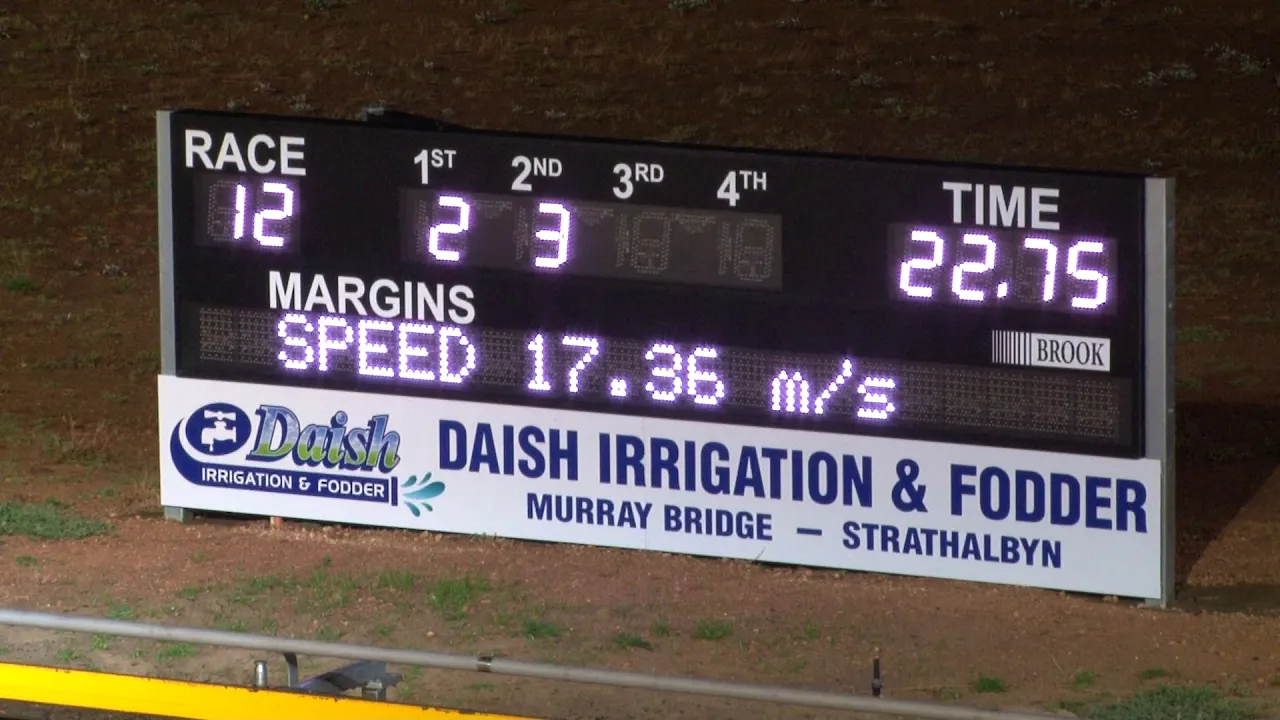 RACE 1ST 2ND 3RD 4TH TIME
12 2 3 22.75
MARGINS
SPEED 17.36 m/s
BROOK
Daish
IRRIGATION & FODDER
DAISH IRRIGATION & FODDER
MURRAY BRIDGE — STRATHALBYN